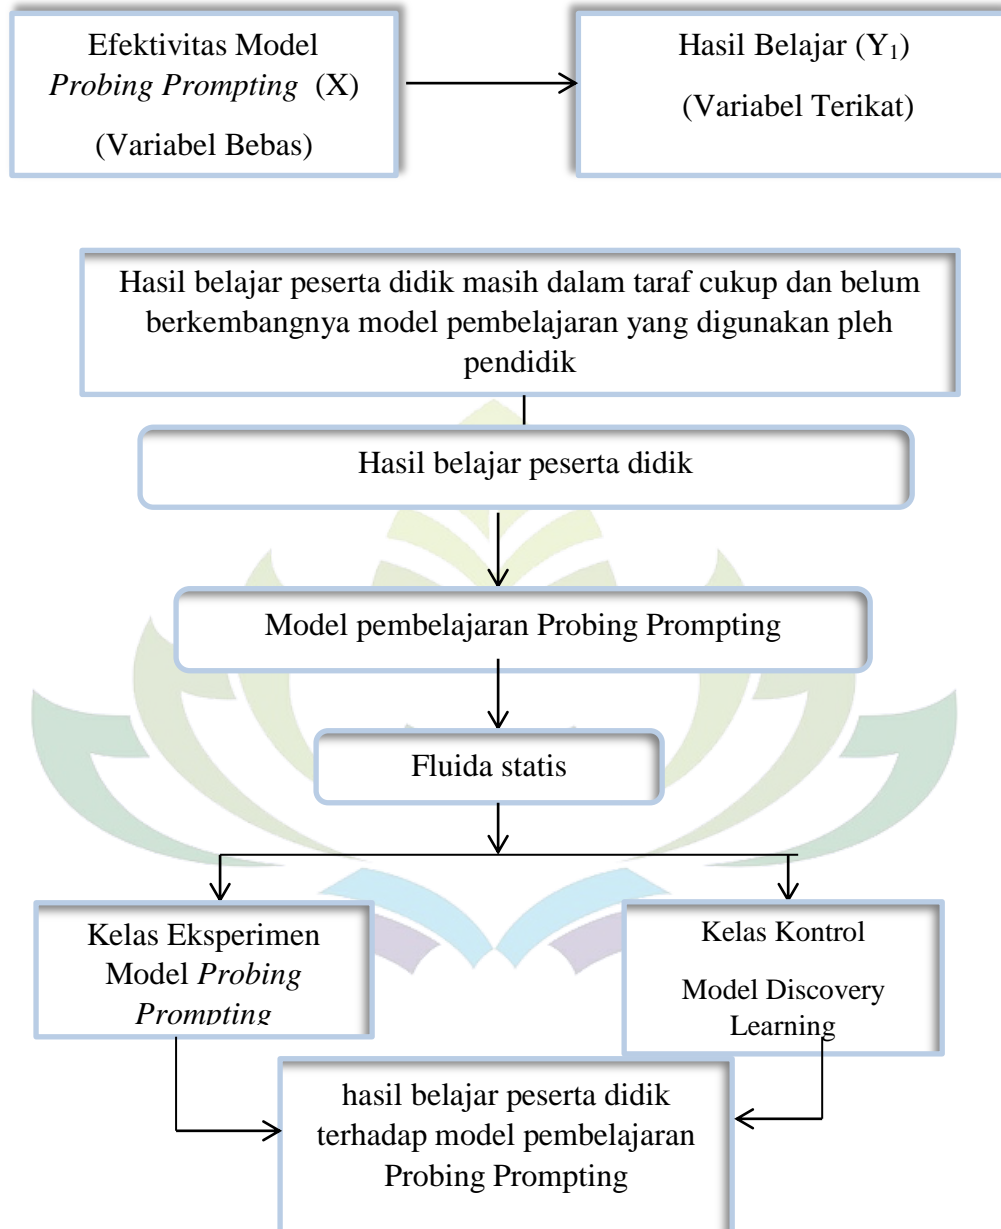 Efektivitas Model
Probing Prompting (X)
(Variabel Bebas)
Hasil Belajar (Y₁)
(Variabel Terikat)
Hasil belajar peserta didik masih dalam taraf cukup dan belum
berkembangnya model pembelajaran yang digunakan pleh
pendidik
Hasil belajar peserta didik
Model pembelajaran Probing Prompting
Fluida statis
Kelas Eksperimen
Model Probing
Prompting
Kelas Kontrol
Model Discovery
Learning
hasil belajar peserta didik
terhadap model pembelajaran
Probing Prompting